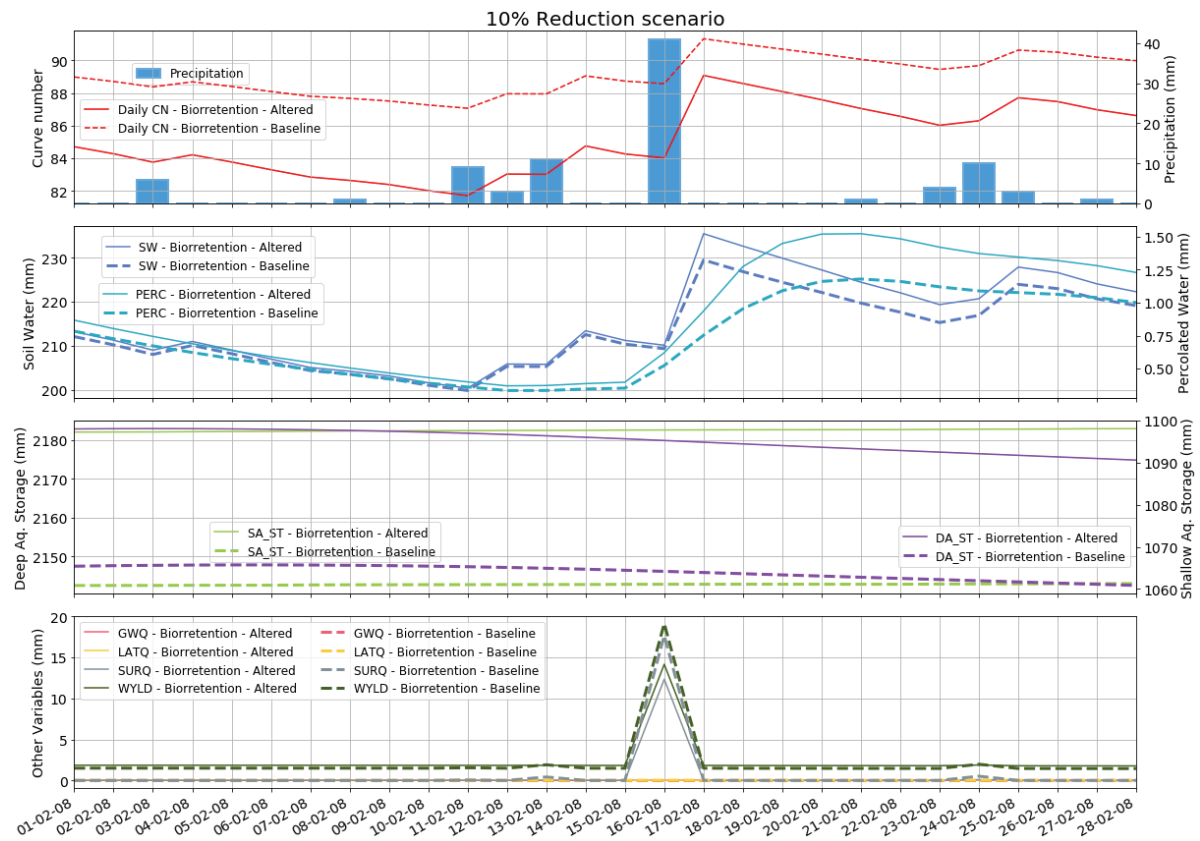 10% Reduction scenario
Curve number
90
88
86
84
82
Precipitation
Daily CN - Biorretention - Altered
Daily CN - Biorretention - Baseline
40
30
20
10
0
Precipitation (mm)
Soil Water (mm)
230
220
210
200
SW - Biorretention - Altered
SW - Biorretention - Baseline
PERC - Biorretention - Altered
PERC - Biorretention - Baseline
1.50
1.25
1.00
0.75
0.50
Percolated Water (mm)
Deep Aq. Storage (mm)
2180
2170
2160
2150
SA_ST - Biorretention - Altered
SA_ST - Biorretention - Baseline
DA_ST - Biorretention - Altered
DA_ST - Biorretention - Baseline
1100
1090
1080
1070
1060
Shallow Aq. Storage (mm)
Other Variables (mm)
20
15
10
5
0
GWQ - Biorretention - Altered
LATQ - Biorretention - Altered
SURQ - Biorretention - Altered
WYLD - Biorretention - Altered
GWQ - Biorretention - Baseline
LATQ - Biorretention - Baseline
SURQ - Biorretention - Baseline
WYLD - Biorretention - Baseline
01-02-08
02-02-08
03-02-08
04-02-08
05-02-08
06-02-08
07-02-08
08-02-08
09-02-08
10-02-08
11-02-08
12-02-08
13-02-08
14-02-08
15-02-08
16-02-08
17-02-08
18-02-08
19-02-08
20-02-08
21-02-08
22-02-08
23-02-08
24-02-08
25-02-08
26-02-08
27-02-08
28-02-08